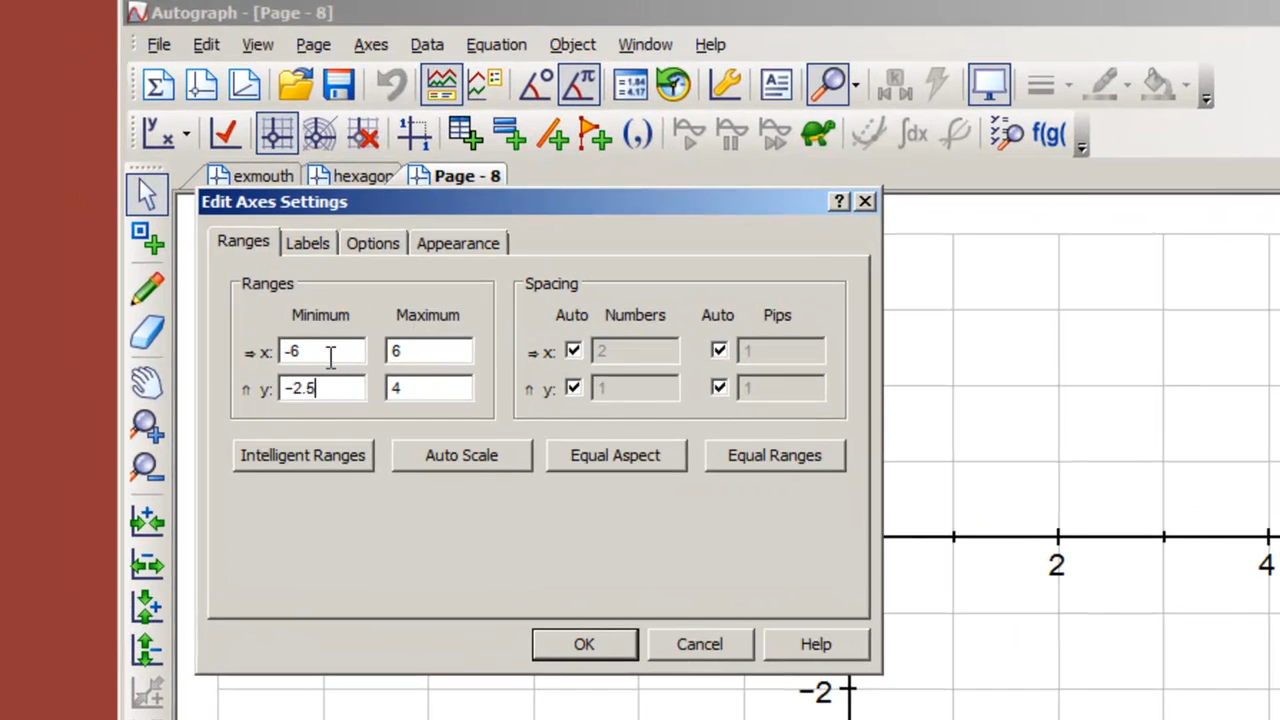 Autograph - [Page - 8]
File Edit View Page Axes Data Equation Object Window Help
exmouth hexagon Page - 8
Edit Axes Settings
Ranges Labels Options Appearance
Ranges Spacing
Minimum Maximum Auto Numbers Auto Pips
⇒ x: -6 6 ⇒ x: 2 1
⇑ y: −2.5 4 ⇑ y: 1 1
Intelligent Ranges Auto Scale Equal Aspect Equal Ranges
2 4
OK Cancel Help
−2